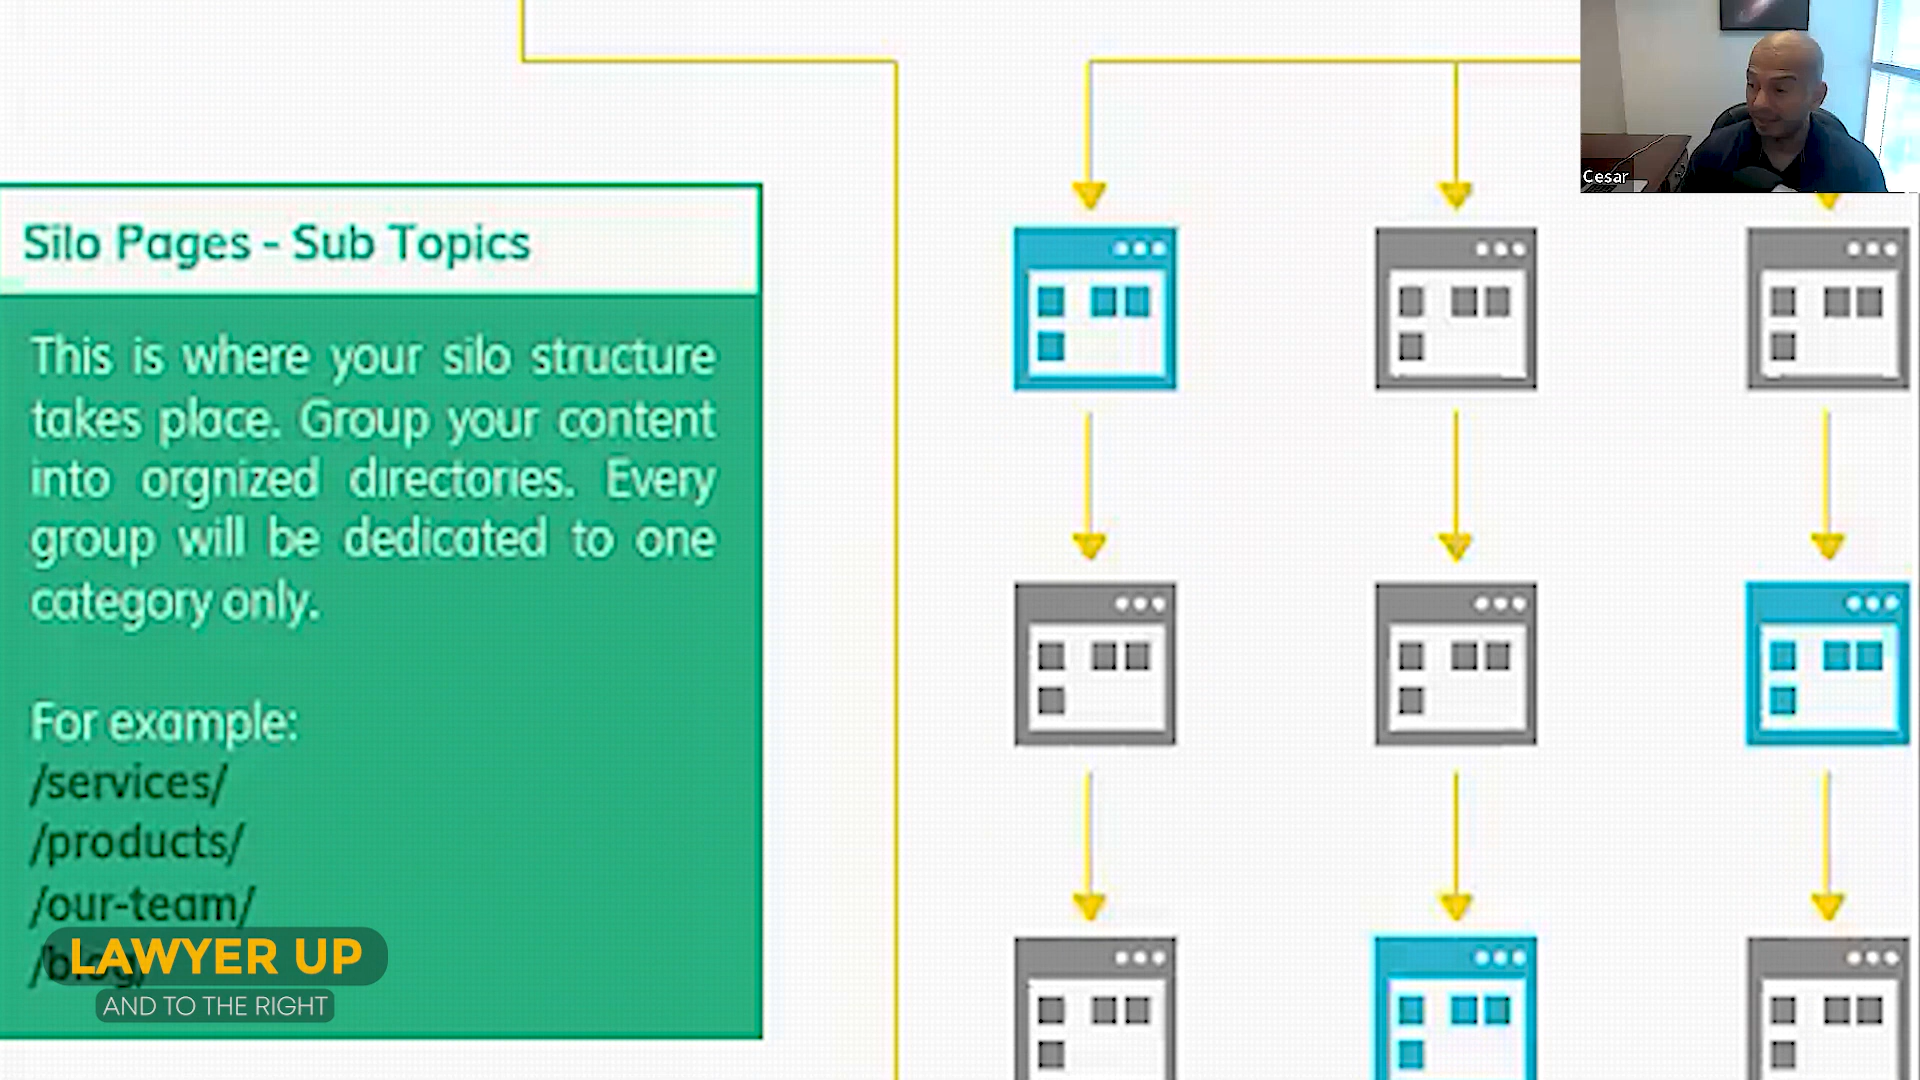 Cesar
Silo Pages - Sub Topics
This is where your silo structure
takes place. Group your content
into orgnized directories. Every
group will be dedicated to one
category only.
For example:
/services/
/products/
/our-team/
/blog/
LAWYER UP
AND TO THE RIGHT